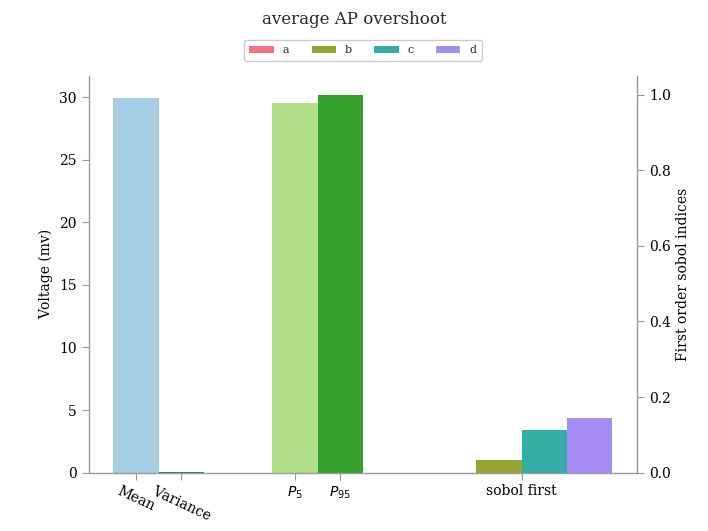 average AP overshoot
a b c d
30
25
20
15
10
5
0
Voltage (mv)
1.0
0.8
0.6
0.4
0.2
0.0
First order sobol indices
Mean Variance P5 P95 sobol first